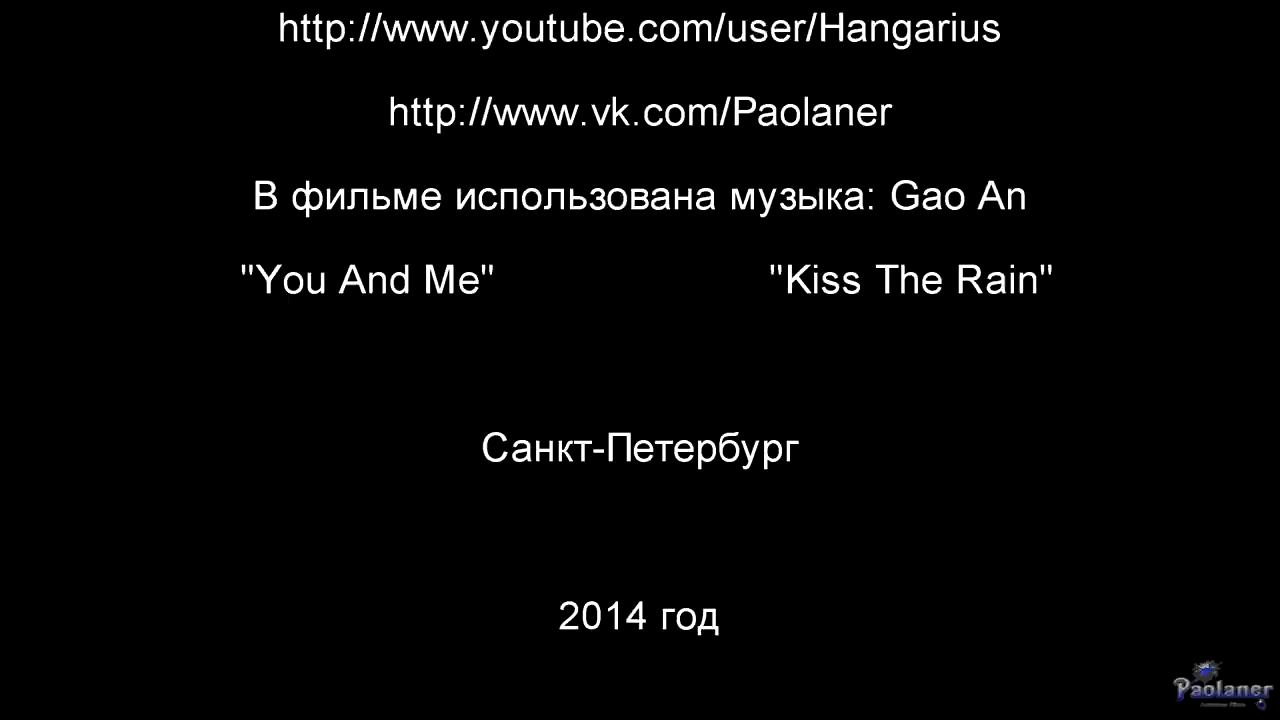 http://www.youtube.com/user/Hangarius
http://www.vk.com/Paolaner
В фильме использована музыка: Gao An
"You And Me" "Kiss The Rain"
Санкт-Петербург
2014 год
Paolaner